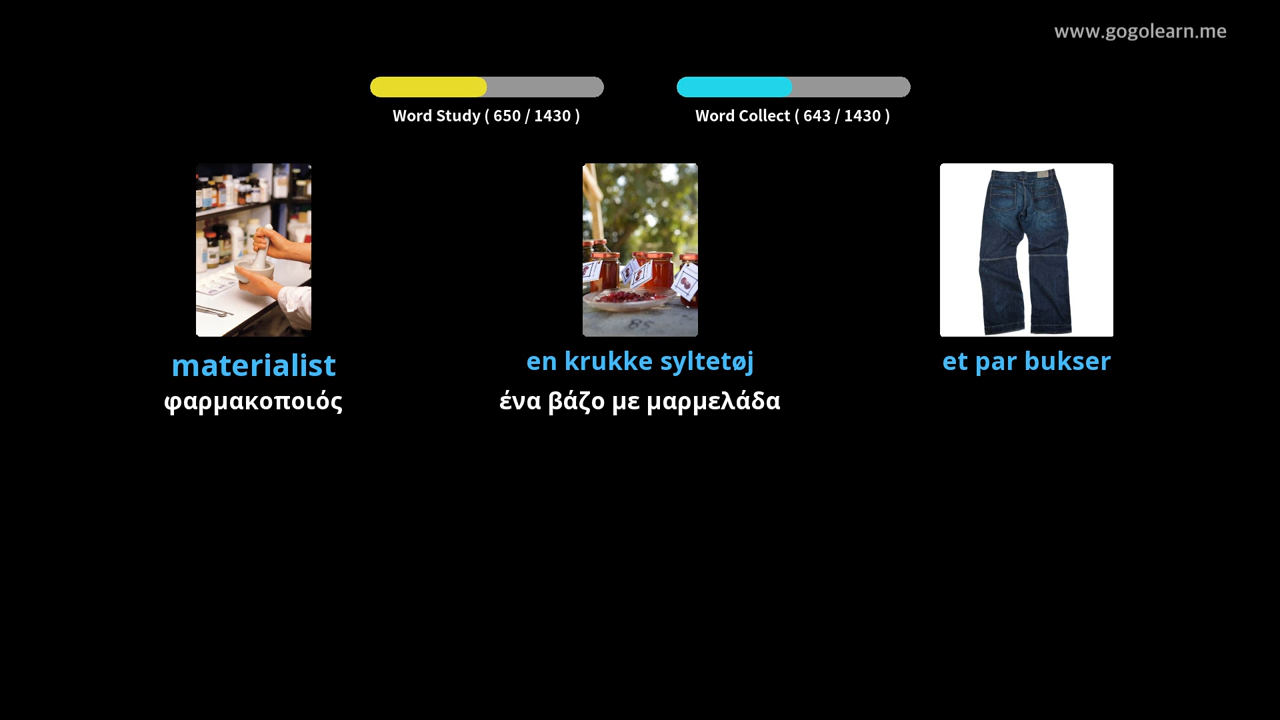 www.gogolearn.me
Word Study ( 650 / 1430 )
Word Collect ( 643 / 1430 )
materialist
φαρμακοποιός
en krukke syltetøj
ένα βάζο με μαρμελάδα
et par bukser